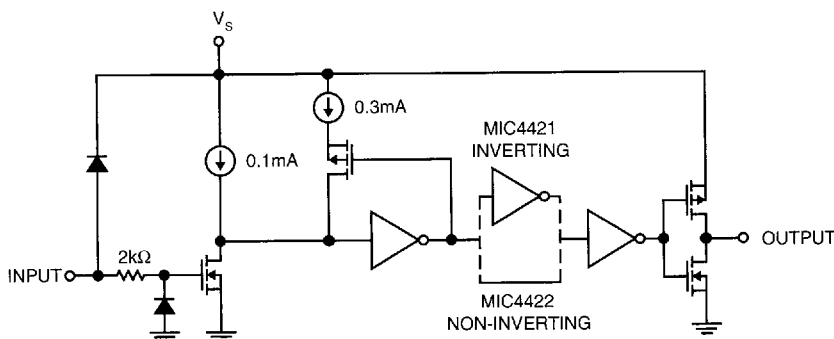 V_S
0.3mA
0.1mA
MIC4421
INVERTING
2kΩ
INPUT
OUTPUT
MIC4422
NON-INVERTING